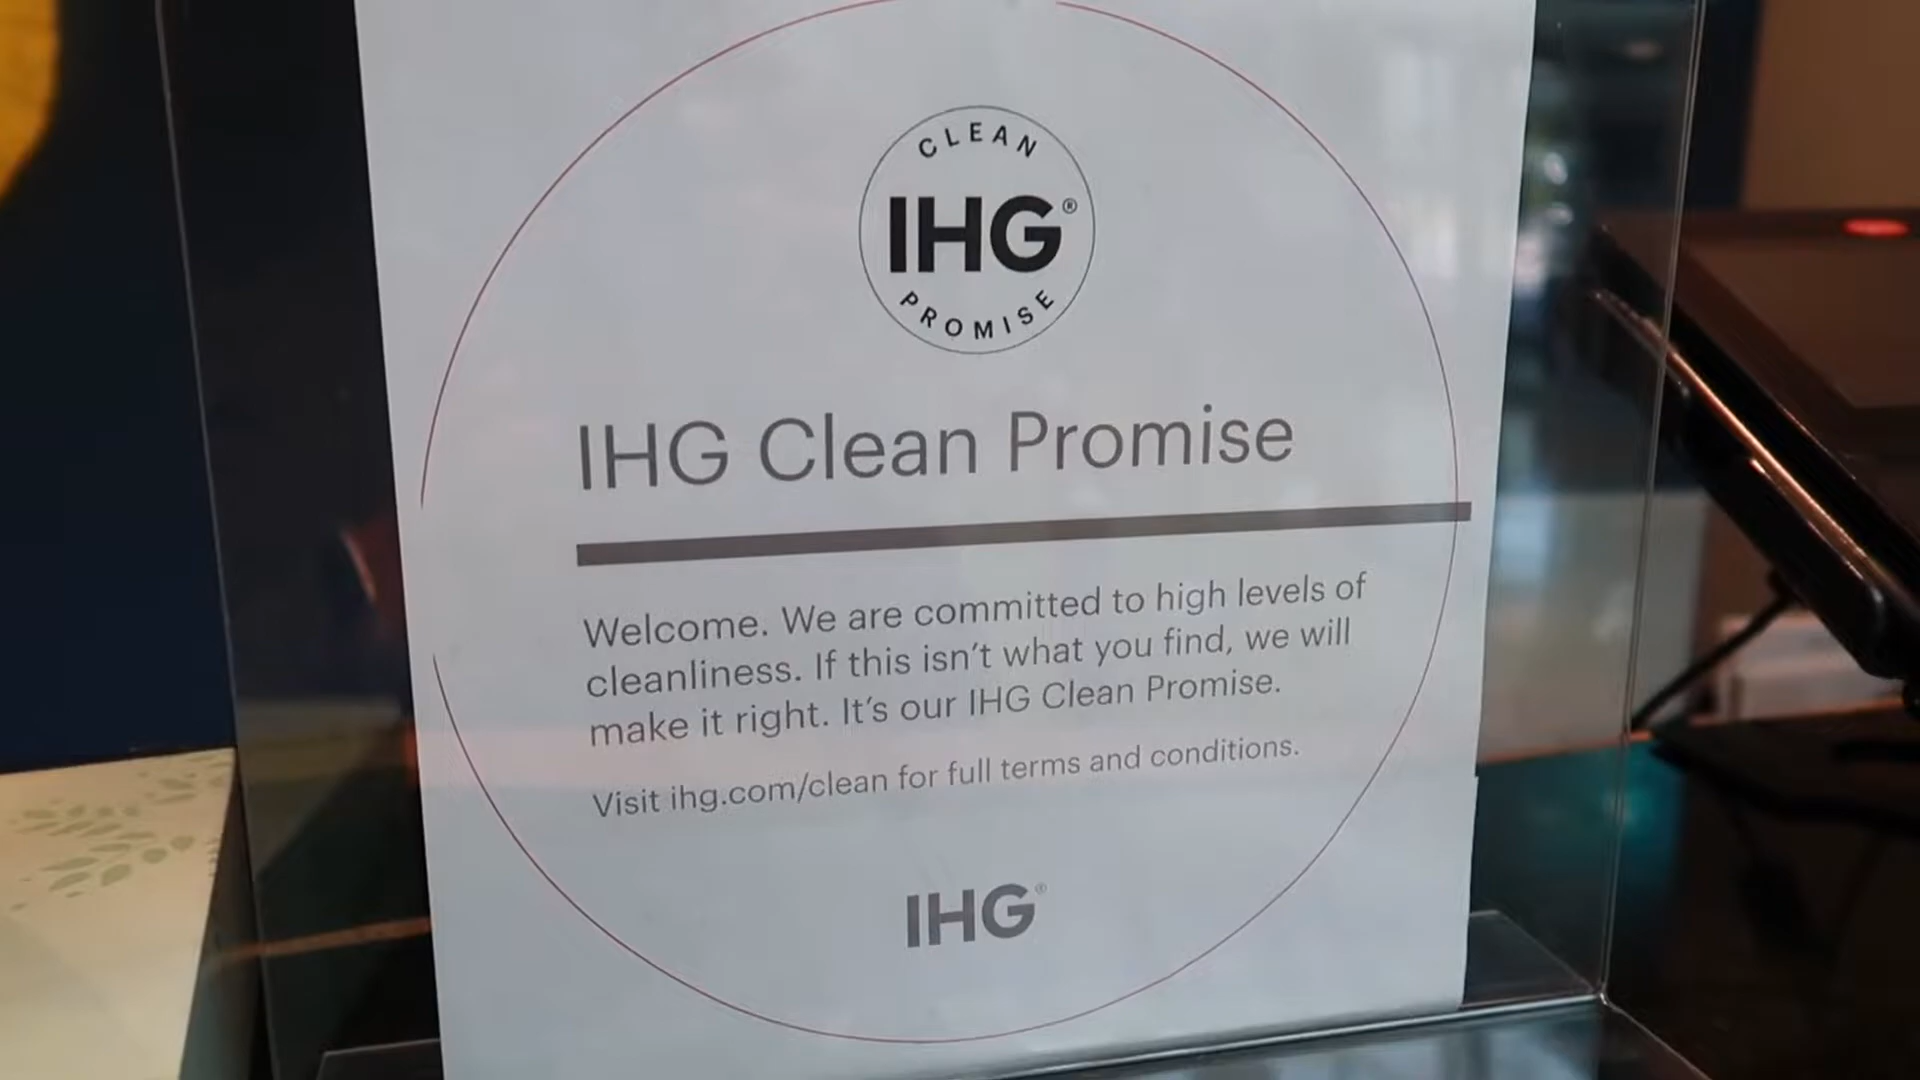 CLEAN
IHG®
PROMISE
IHG Clean Promise
Welcome. We are committed to high levels of
cleanliness. If this isn't what you find, we will
make it right. It's our IHG Clean Promise.
Visit ihg.com/clean for full terms and conditions.
IHG®